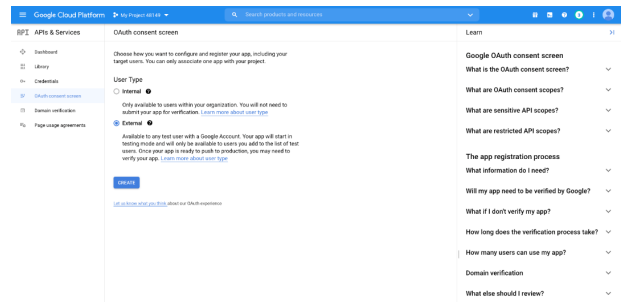 Google Cloud Platform
My Project 48149
Search products and resources
API APIs & Services
OAuth consent screen
Learn
Dashboard
Library
Credentials
OAuth consent screen
Domain verification
Page usage agreements
Choose how you want to configure and register your app, including your
target users. You can only associate one app with your project.
User Type
Internal
Only available to users within your organization. You will not need to
submit your app for verification. Learn more about user type
External
Available to any test user with a Google Account. Your app will start in
testing mode and will only be available to users you add to the list of test
users. Once your app is ready to push to production, you may need to
verify your app. Learn more about user type
CREATE
Let us know what you think about our OAuth experience
Google OAuth consent screen
What is the OAuth consent screen?
What are OAuth consent scopes?
What are sensitive API scopes?
What are restricted API scopes?
The app registration process
What information do I need?
Will my app need to be verified by Google?
What if I don't verify my app?
How long does the verification process take?
How many users can use my app?
Domain verification
What else should I review?